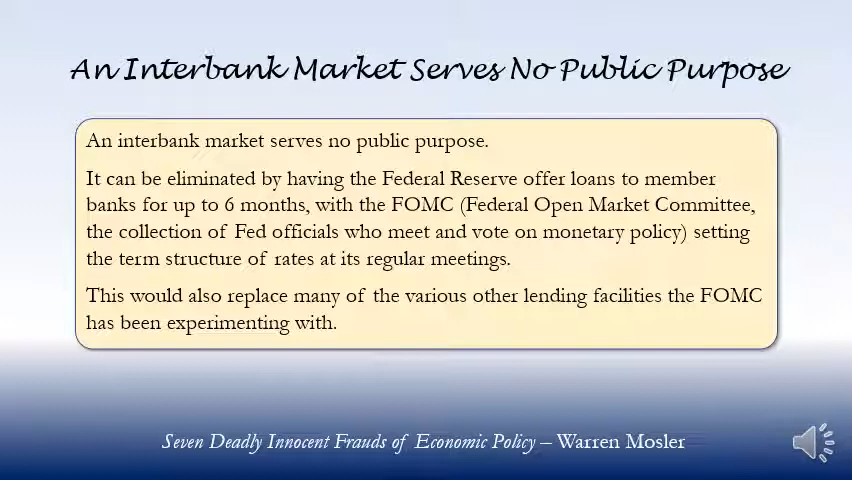 An Interbank Market Serves No Public Purpose
An interbank market serves no public purpose.
It can be eliminated by having the Federal Reserve offer loans to member
banks for up to 6 months, with the FOMC (Federal Open Market Committee,
the collection of Fed officials who meet and vote on monetary policy) setting
the term structure of rates at its regular meetings.
This would also replace many of the various other lending facilities the FOMC
has been experimenting with.
Seven Deadly Innocent Frauds of Economic Policy – Warren Mosler